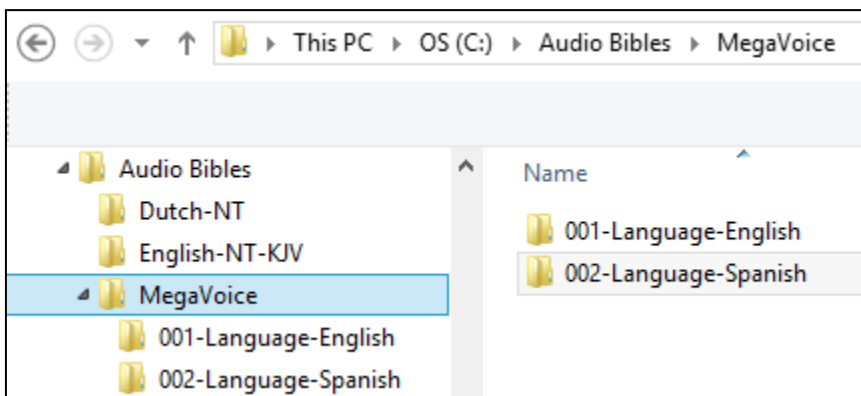 This PC OS (C:) Audio Bibles MegaVoice
Audio Bibles
Dutch-NT
English-NT-KJV
MegaVoice
001-Language-English
002-Language-Spanish
Name
001-Language-English
002-Language-Spanish